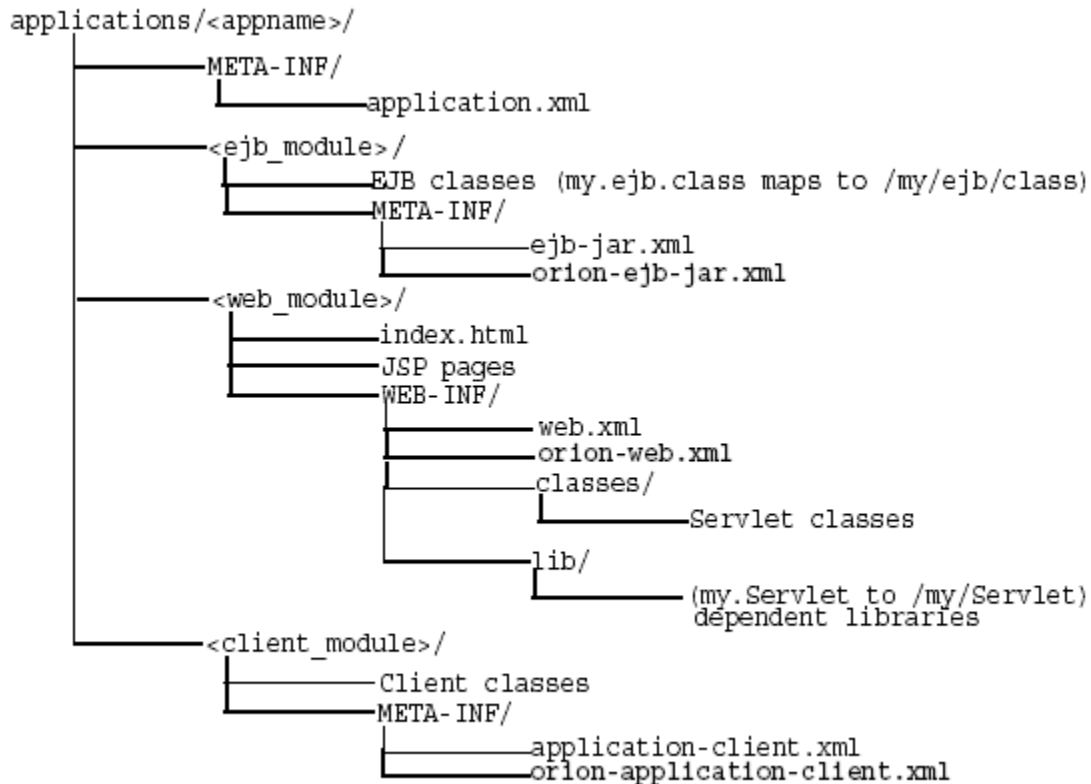 applications/<appname>/
META-INF/
application.xml
<ejb_module>/
EJB classes (my.ejb.class maps to /my/ejb/class)
META-INF/
ejb-jar.xml
orion-ejb-jar.xml
<web_module>/
index.html
JSP pages
WEB-INF/
web.xml
orion-web.xml
classes/
Servlet classes
lib/
(my.Servlet to /my/Servlet)
dependent libraries
<client_module>/
Client classes
META-INF/
application-client.xml
orion-application-client.xml